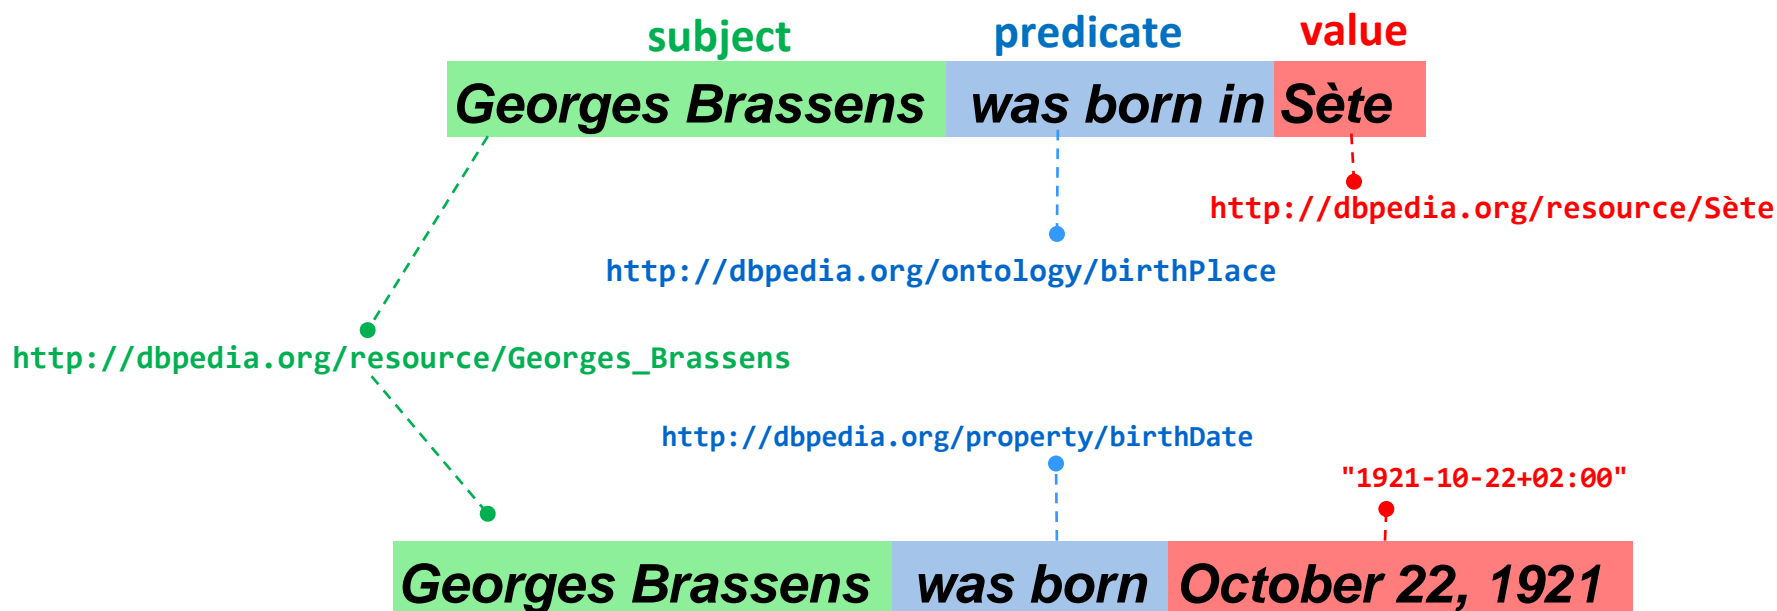 subject predicate value
Georges Brassens was born in Sète
http://dbpedia.org/resource/Sète
http://dbpedia.org/ontology/birthPlace
http://dbpedia.org/resource/Georges_Brassens
http://dbpedia.org/property/birthDate
"1921-10-22+02:00"
Georges Brassens was born October 22, 1921